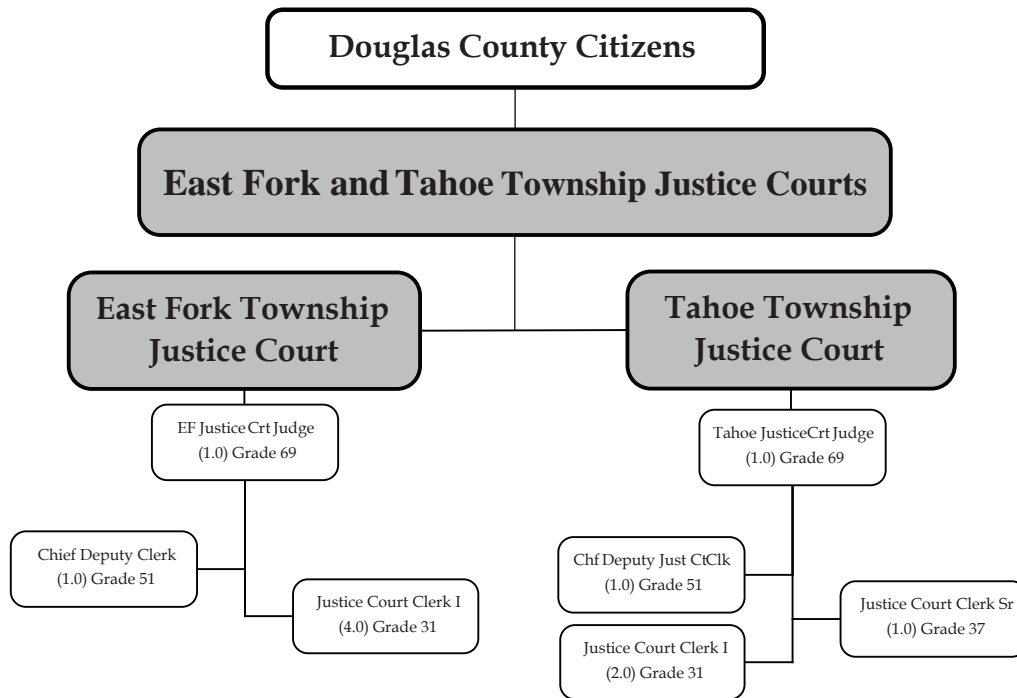 Douglas County Citizens
East Fork and Tahoe Township Justice Courts
East Fork Township
Justice Court
Tahoe Township
Justice Court
EF Justice Crt Judge
(1.0) Grade 69
Tahoe JusticeCrt Judge
(1.0) Grade 69
Chief Deputy Clerk
(1.0) Grade 51
Justice Court Clerk I
(4.0) Grade 31
Chf Deputy Just CtClk
(1.0) Grade 51
Justice Court Clerk Sr
(1.0) Grade 37
Justice Court Clerk I
(2.0) Grade 31